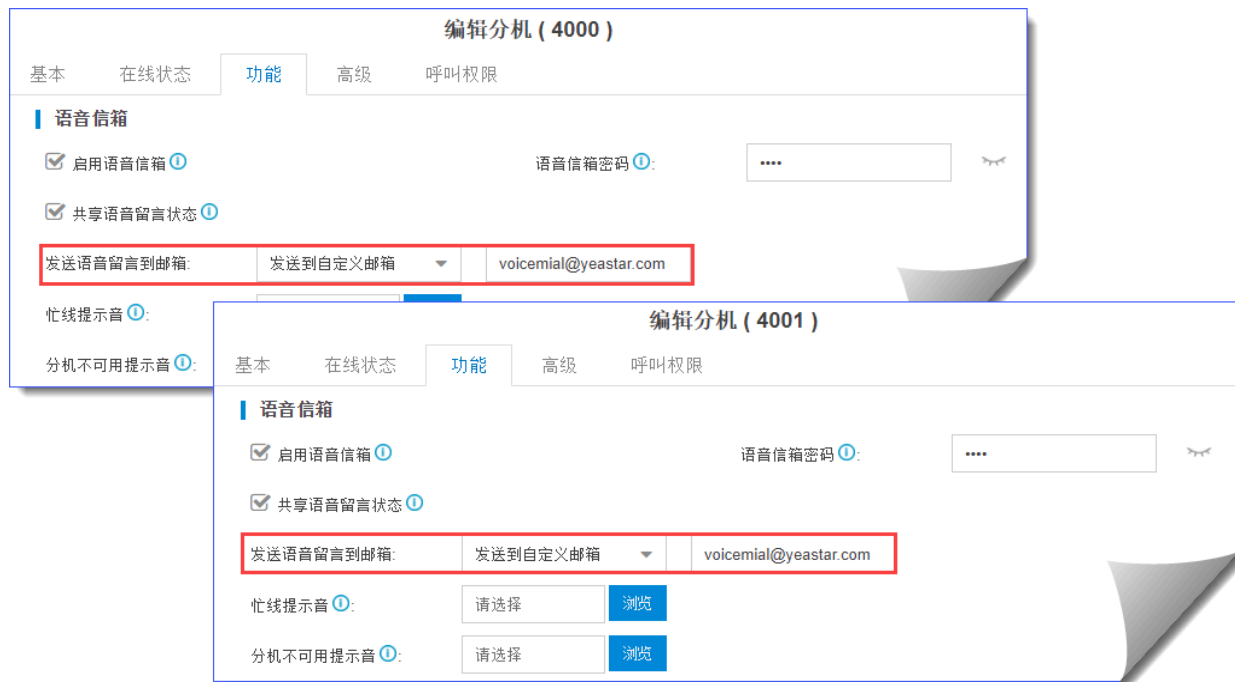 编辑分机 ( 4000 )
基本 在线状态 功能 高级 呼叫权限
语音信箱
启用语音信箱 语音信箱密码 : ••••
共享语音留言状态
发送语音留言到邮箱: 发送到自定义邮箱 voicemial@yeastar.com
忙线提示音 :
分机不可用提示音 :
编辑分机 ( 4001 )
基本 在线状态 功能 高级 呼叫权限
语音信箱
启用语音信箱 语音信箱密码 : ••••
共享语音留言状态
发送语音留言到邮箱: 发送到自定义邮箱 voicemial@yeastar.com
忙线提示音 : 请选择 浏览
分机不可用提示音 : 请选择 浏览